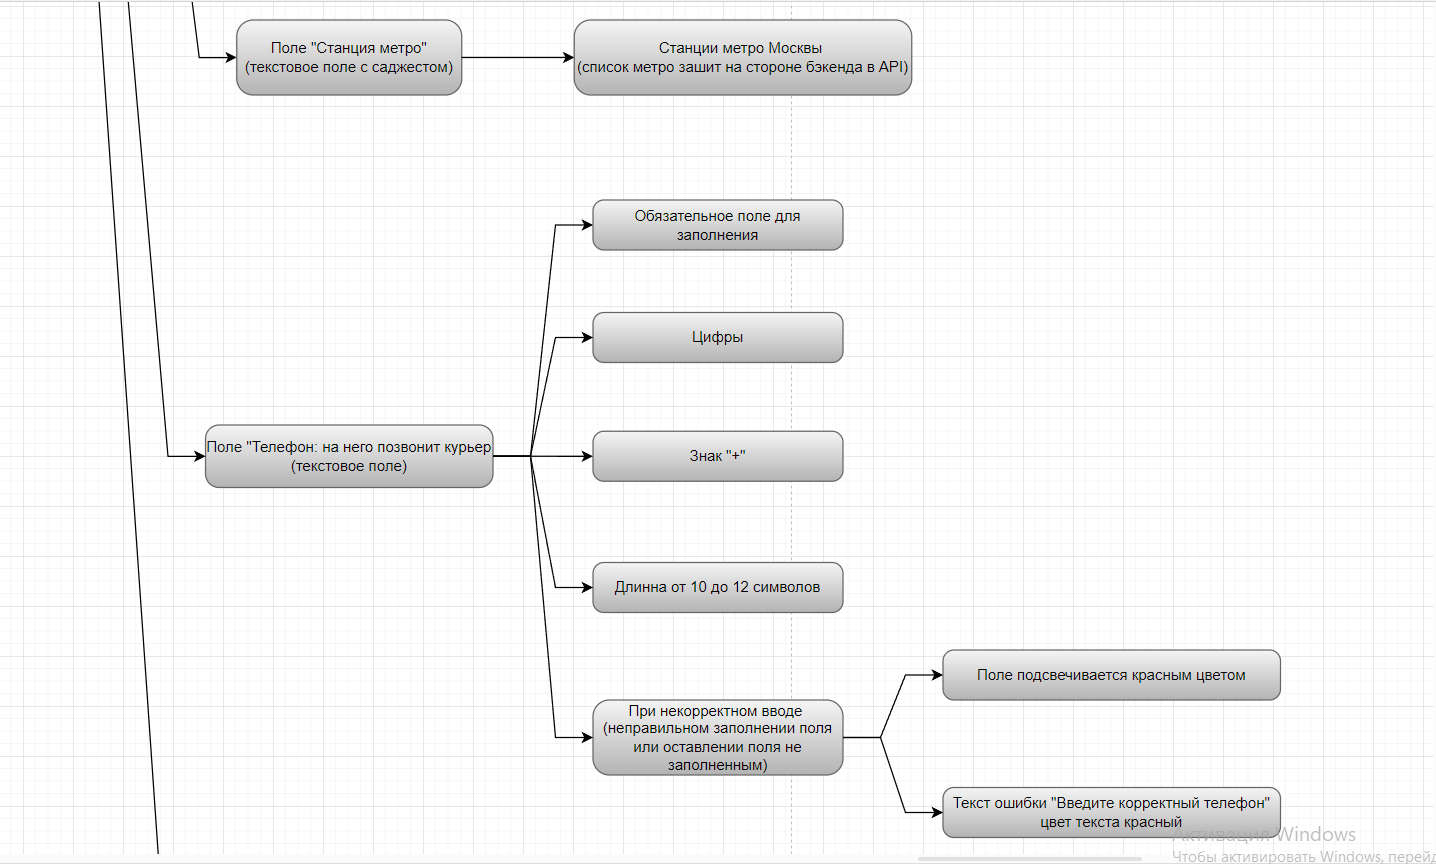 Поле "Станция метро"
(текстовое поле с саджестом)
Станции метро Москвы
(список метро зашит на стороне бэкенда в API)
Обязательное поле для
заполнения
Цифры
Поле "Телефон: на него позвонит курьер
(текстовое поле)
Знак "+"
Длинна от 10 до 12 символов
При некорректном вводе
(неправильном заполнении поля
или оставлении поля не
заполненным)
Поле подсвечивается красным цветом
Текст ошибки "Введите корректный телефон"
цвет текста красный
Активация Windows
Чтобы активировать Windows, перейд